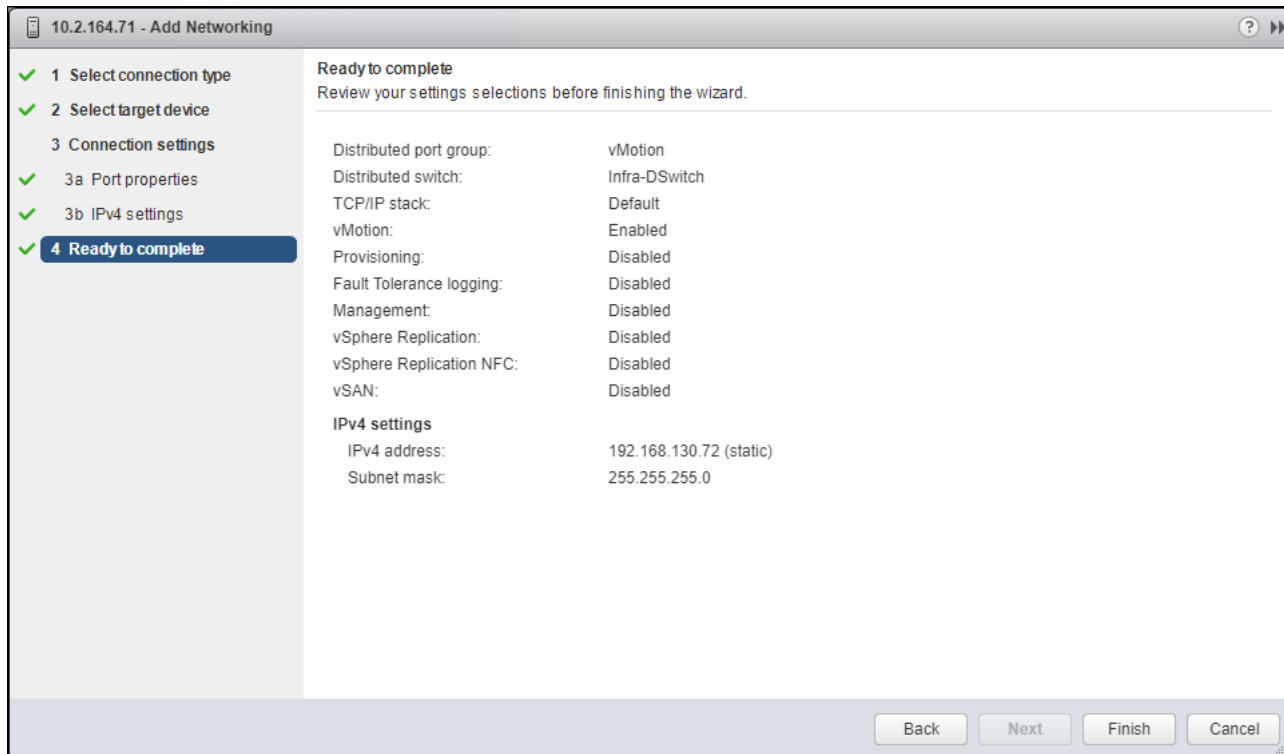 10.2.164.71 - Add Networking
?
1 Select connection type
2 Select target device
3 Connection settings
3a Port properties
3b IPv4 settings
4 Ready to complete
Ready to complete
Review your settings selections before finishing the wizard.
Distributed port group: vMotion
Distributed switch: Infra-DSwitch
TCP/IP stack: Default
vMotion: Enabled
Provisioning: Disabled
Fault Tolerance logging: Disabled
Management: Disabled
vSphere Replication: Disabled
vSphere Replication NFC: Disabled
vSAN: Disabled
IPv4 settings
IPv4 address: 192.168.130.72 (static)
Subnet mask: 255.255.255.0
Back Next Finish Cancel